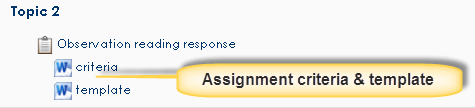 Topic 2
Observation reading response
criteria
Assignment criteria & template
template